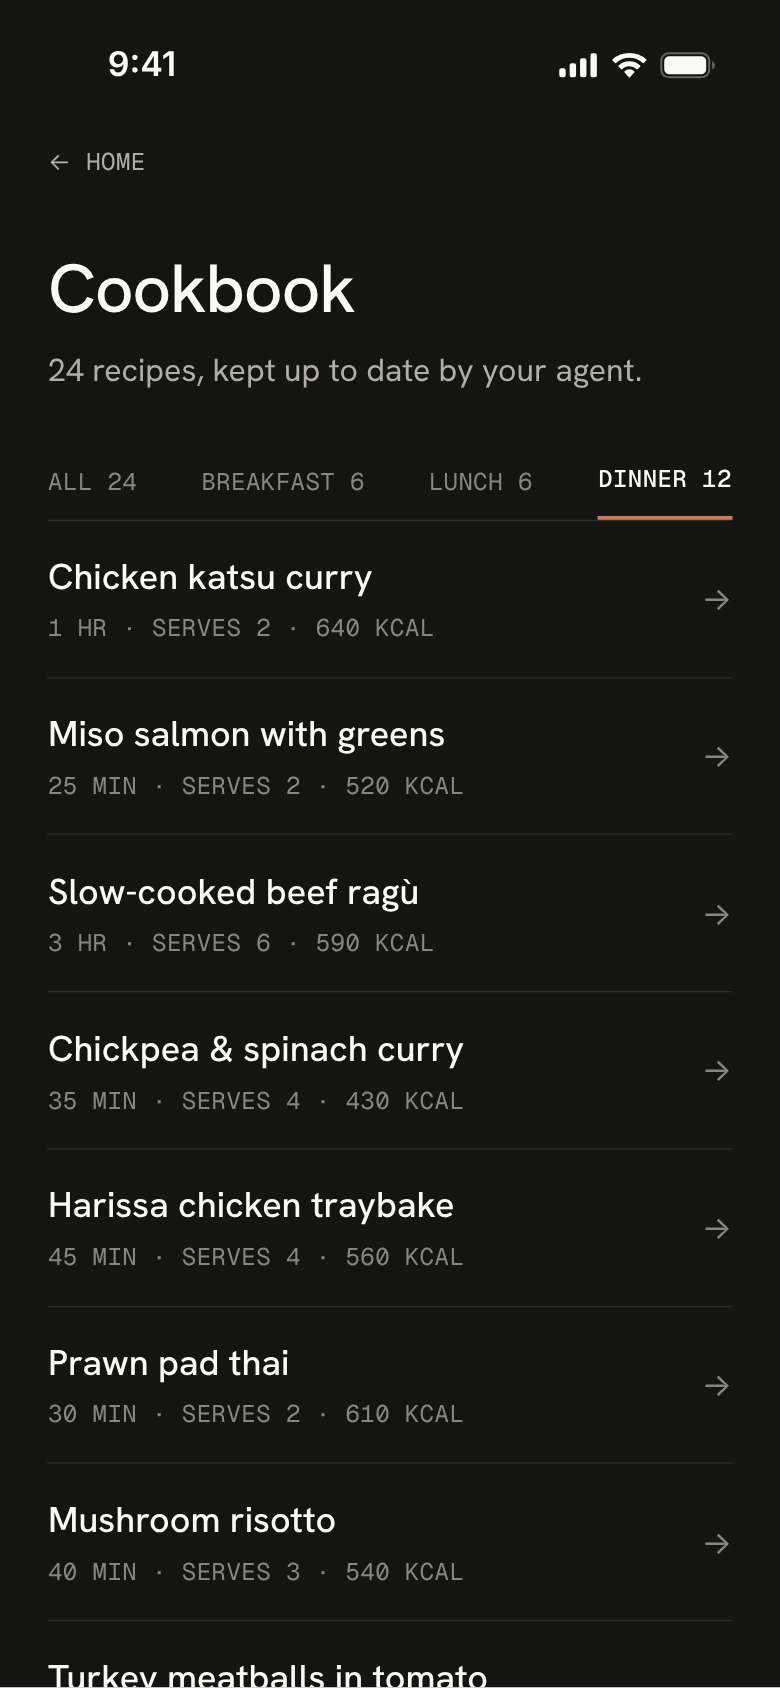 9:41
← HOME
Cookbook
24 recipes, kept up to date by your agent.
ALL 24 BREAKFAST 6 LUNCH 6 DINNER 12
Chicken katsu curry
1 HR · SERVES 2 · 640 KCAL
→
Miso salmon with greens
25 MIN · SERVES 2 · 520 KCAL
→
Slow-cooked beef ragù
3 HR · SERVES 6 · 590 KCAL
→
Chickpea & spinach curry
35 MIN · SERVES 4 · 430 KCAL
→
Harissa chicken traybake
45 MIN · SERVES 4 · 560 KCAL
→
Prawn pad thai
30 MIN · SERVES 2 · 610 KCAL
→
Mushroom risotto
40 MIN · SERVES 3 · 540 KCAL
→
Turkey meatballs in tomato